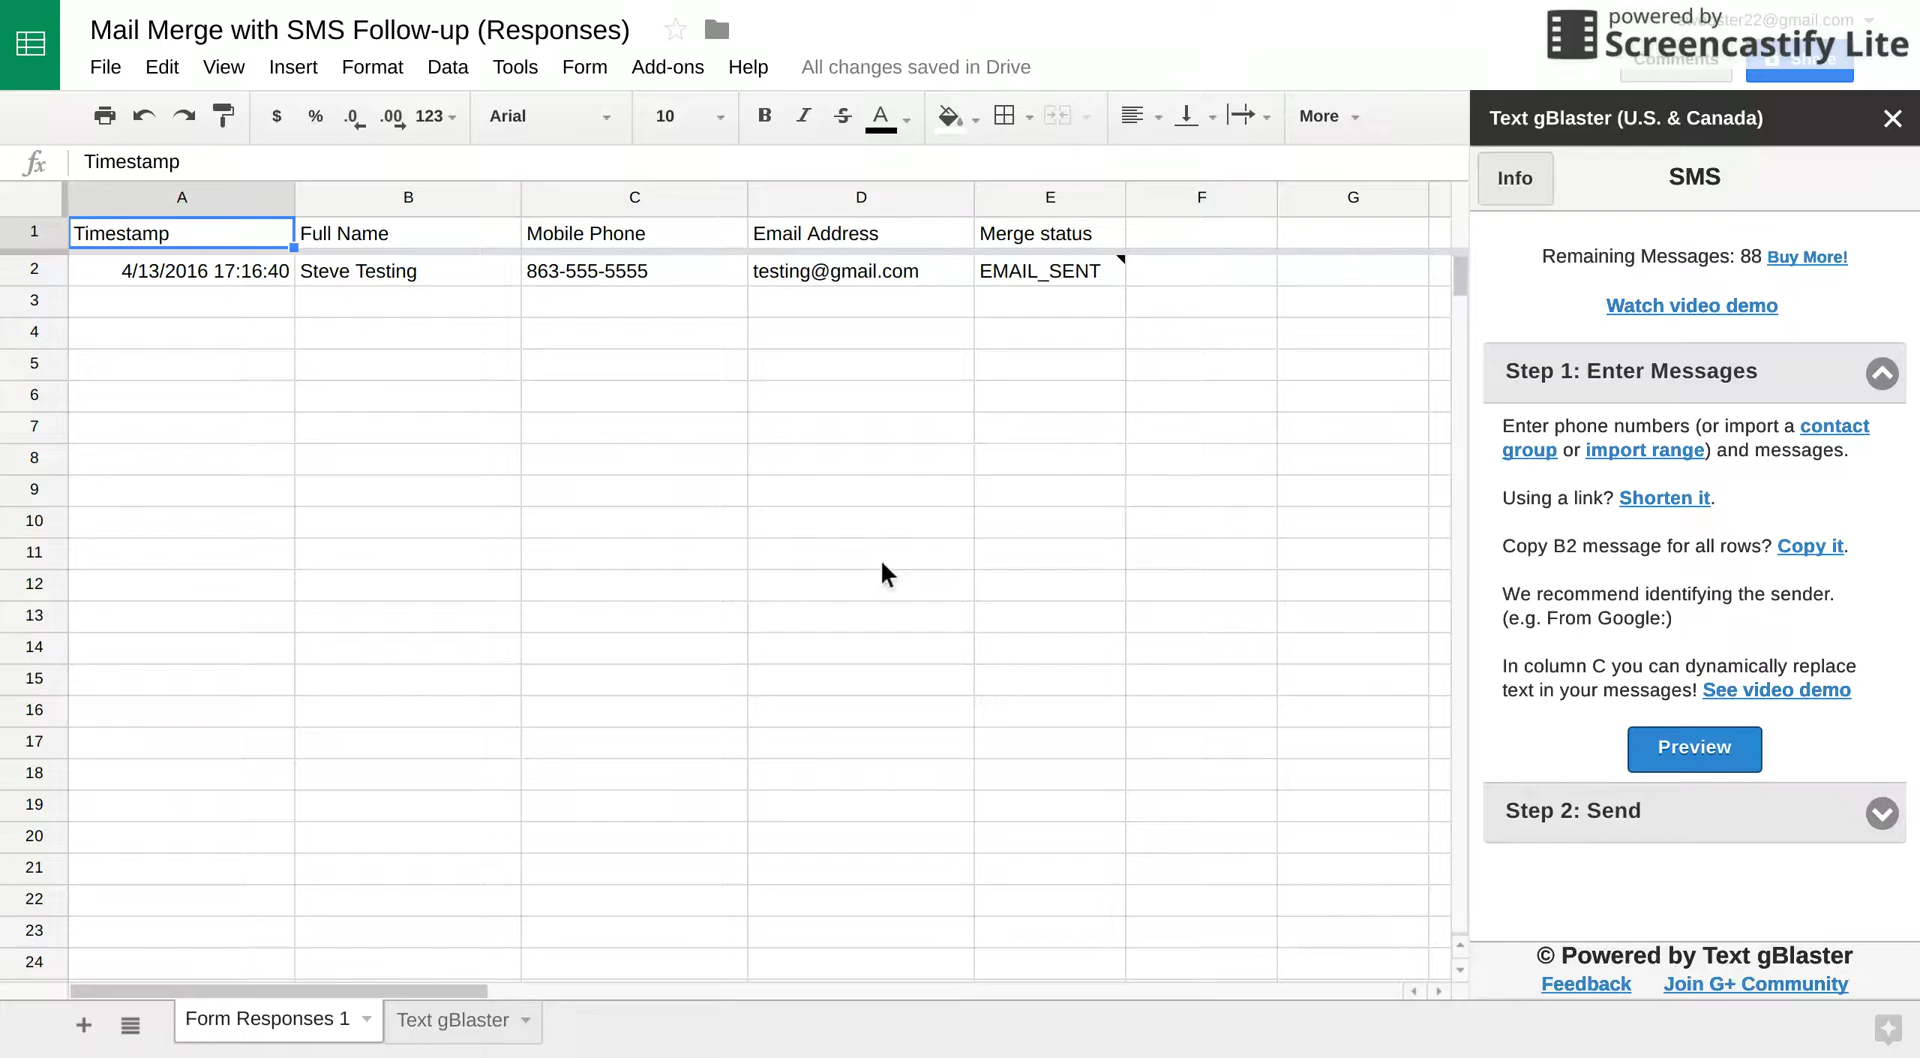 Mail Merge with SMS Follow-up (Responses)
powered by
Screencastify Lite
File Edit View Insert Format Data Tools Form Add-ons Help All changes saved in Drive
Comments
$ % .0 .00 123 Arial 10 B I S A More
fx Timestamp
A B C D E F G
1 Timestamp Full Name Mobile Phone Email Address Merge status
2 4/13/2016 17:16:40 Steve Testing 863-555-5555 testing@gmail.com EMAIL_SENT
3
4
5
6
7
8
9
10
11
12
13
14
15
16
17
18
19
20
21
22
23
24
Form Responses 1 Text gBlaster
Text gBlaster (U.S. & Canada)
Info SMS
Remaining Messages: 88 Buy More!
Watch video demo
Step 1: Enter Messages
Enter phone numbers (or import a contact
group or import range) and messages.
Using a link? Shorten it.
Copy B2 message for all rows? Copy it.
We recommend identifying the sender.
(e.g. From Google:)
In column C you can dynamically replace
text in your messages! See video demo
Preview
Step 2: Send
© Powered by Text gBlaster
Feedback Join G+ Community